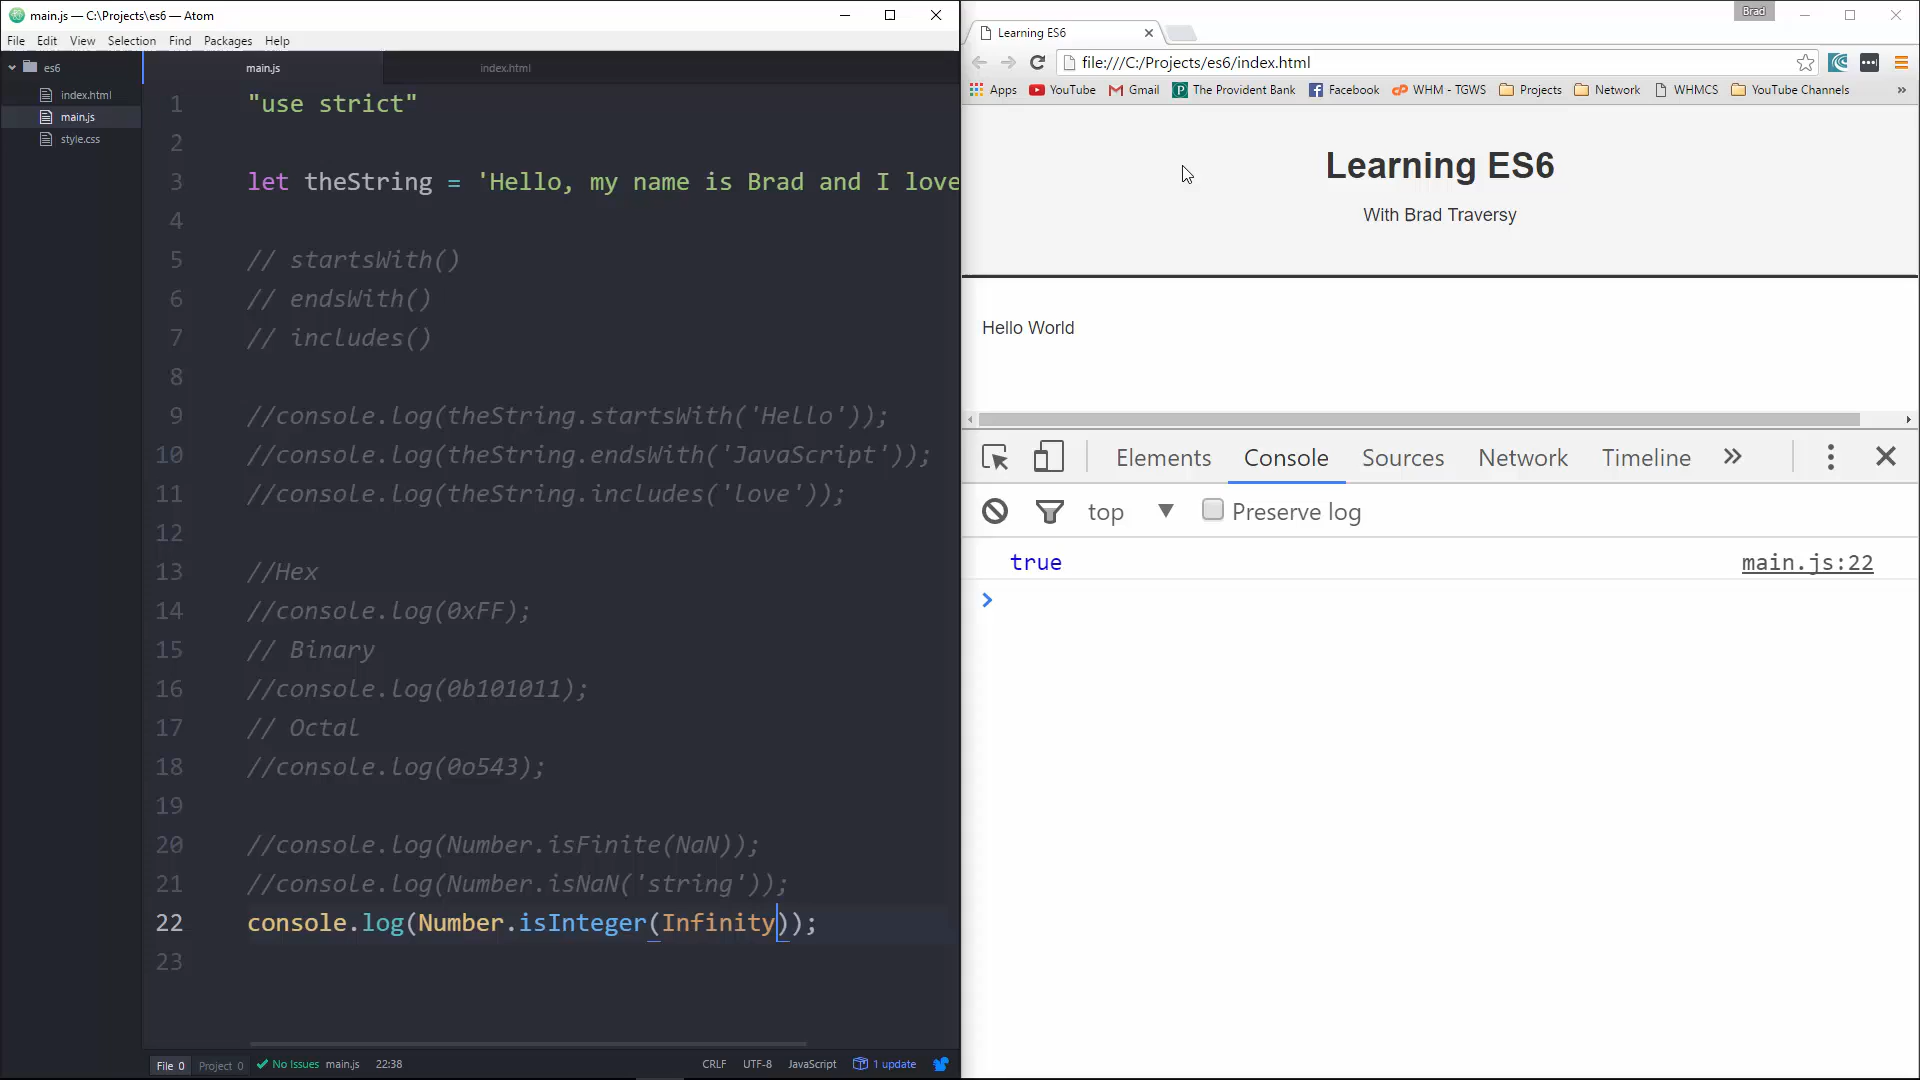 main.js — C:\Projects\es6 — Atom
File Edit View Selection Find Packages Help
es6
index.html
main.js
style.css
main.js index.html
1 "use strict"
2
3 let theString = 'Hello, my name is Brad and I love
4
5 // startsWith()
6 // endsWith()
7 // includes()
8
9 //console.log(theString.startsWith('Hello'));
10 //console.log(theString.endsWith('JavaScript'));
11 //console.log(theString.includes('love'));
12
13 //Hex
14 //console.log(0xFF);
15 // Binary
16 //console.log(0b101011);
17 // Octal
18 //console.log(0o543);
19
20 //console.log(Number.isFinite(NaN));
21 //console.log(Number.isNaN('string'));
22 console.log(Number.isInteger(Infinity));
23
File 0 Project 0 No Issues main.js 22:38 CRLF UTF-8 JavaScript 1 update
Brad
Learning ES6
file:///C:/Projects/es6/index.html
Apps YouTube Gmail The Provident Bank Facebook WHM - TGWS Projects Network WHMCS YouTube Channels »
Learning ES6
With Brad Traversy
Hello World
Elements Console Sources Network Timeline »
top Preserve log
true main.js:22
>